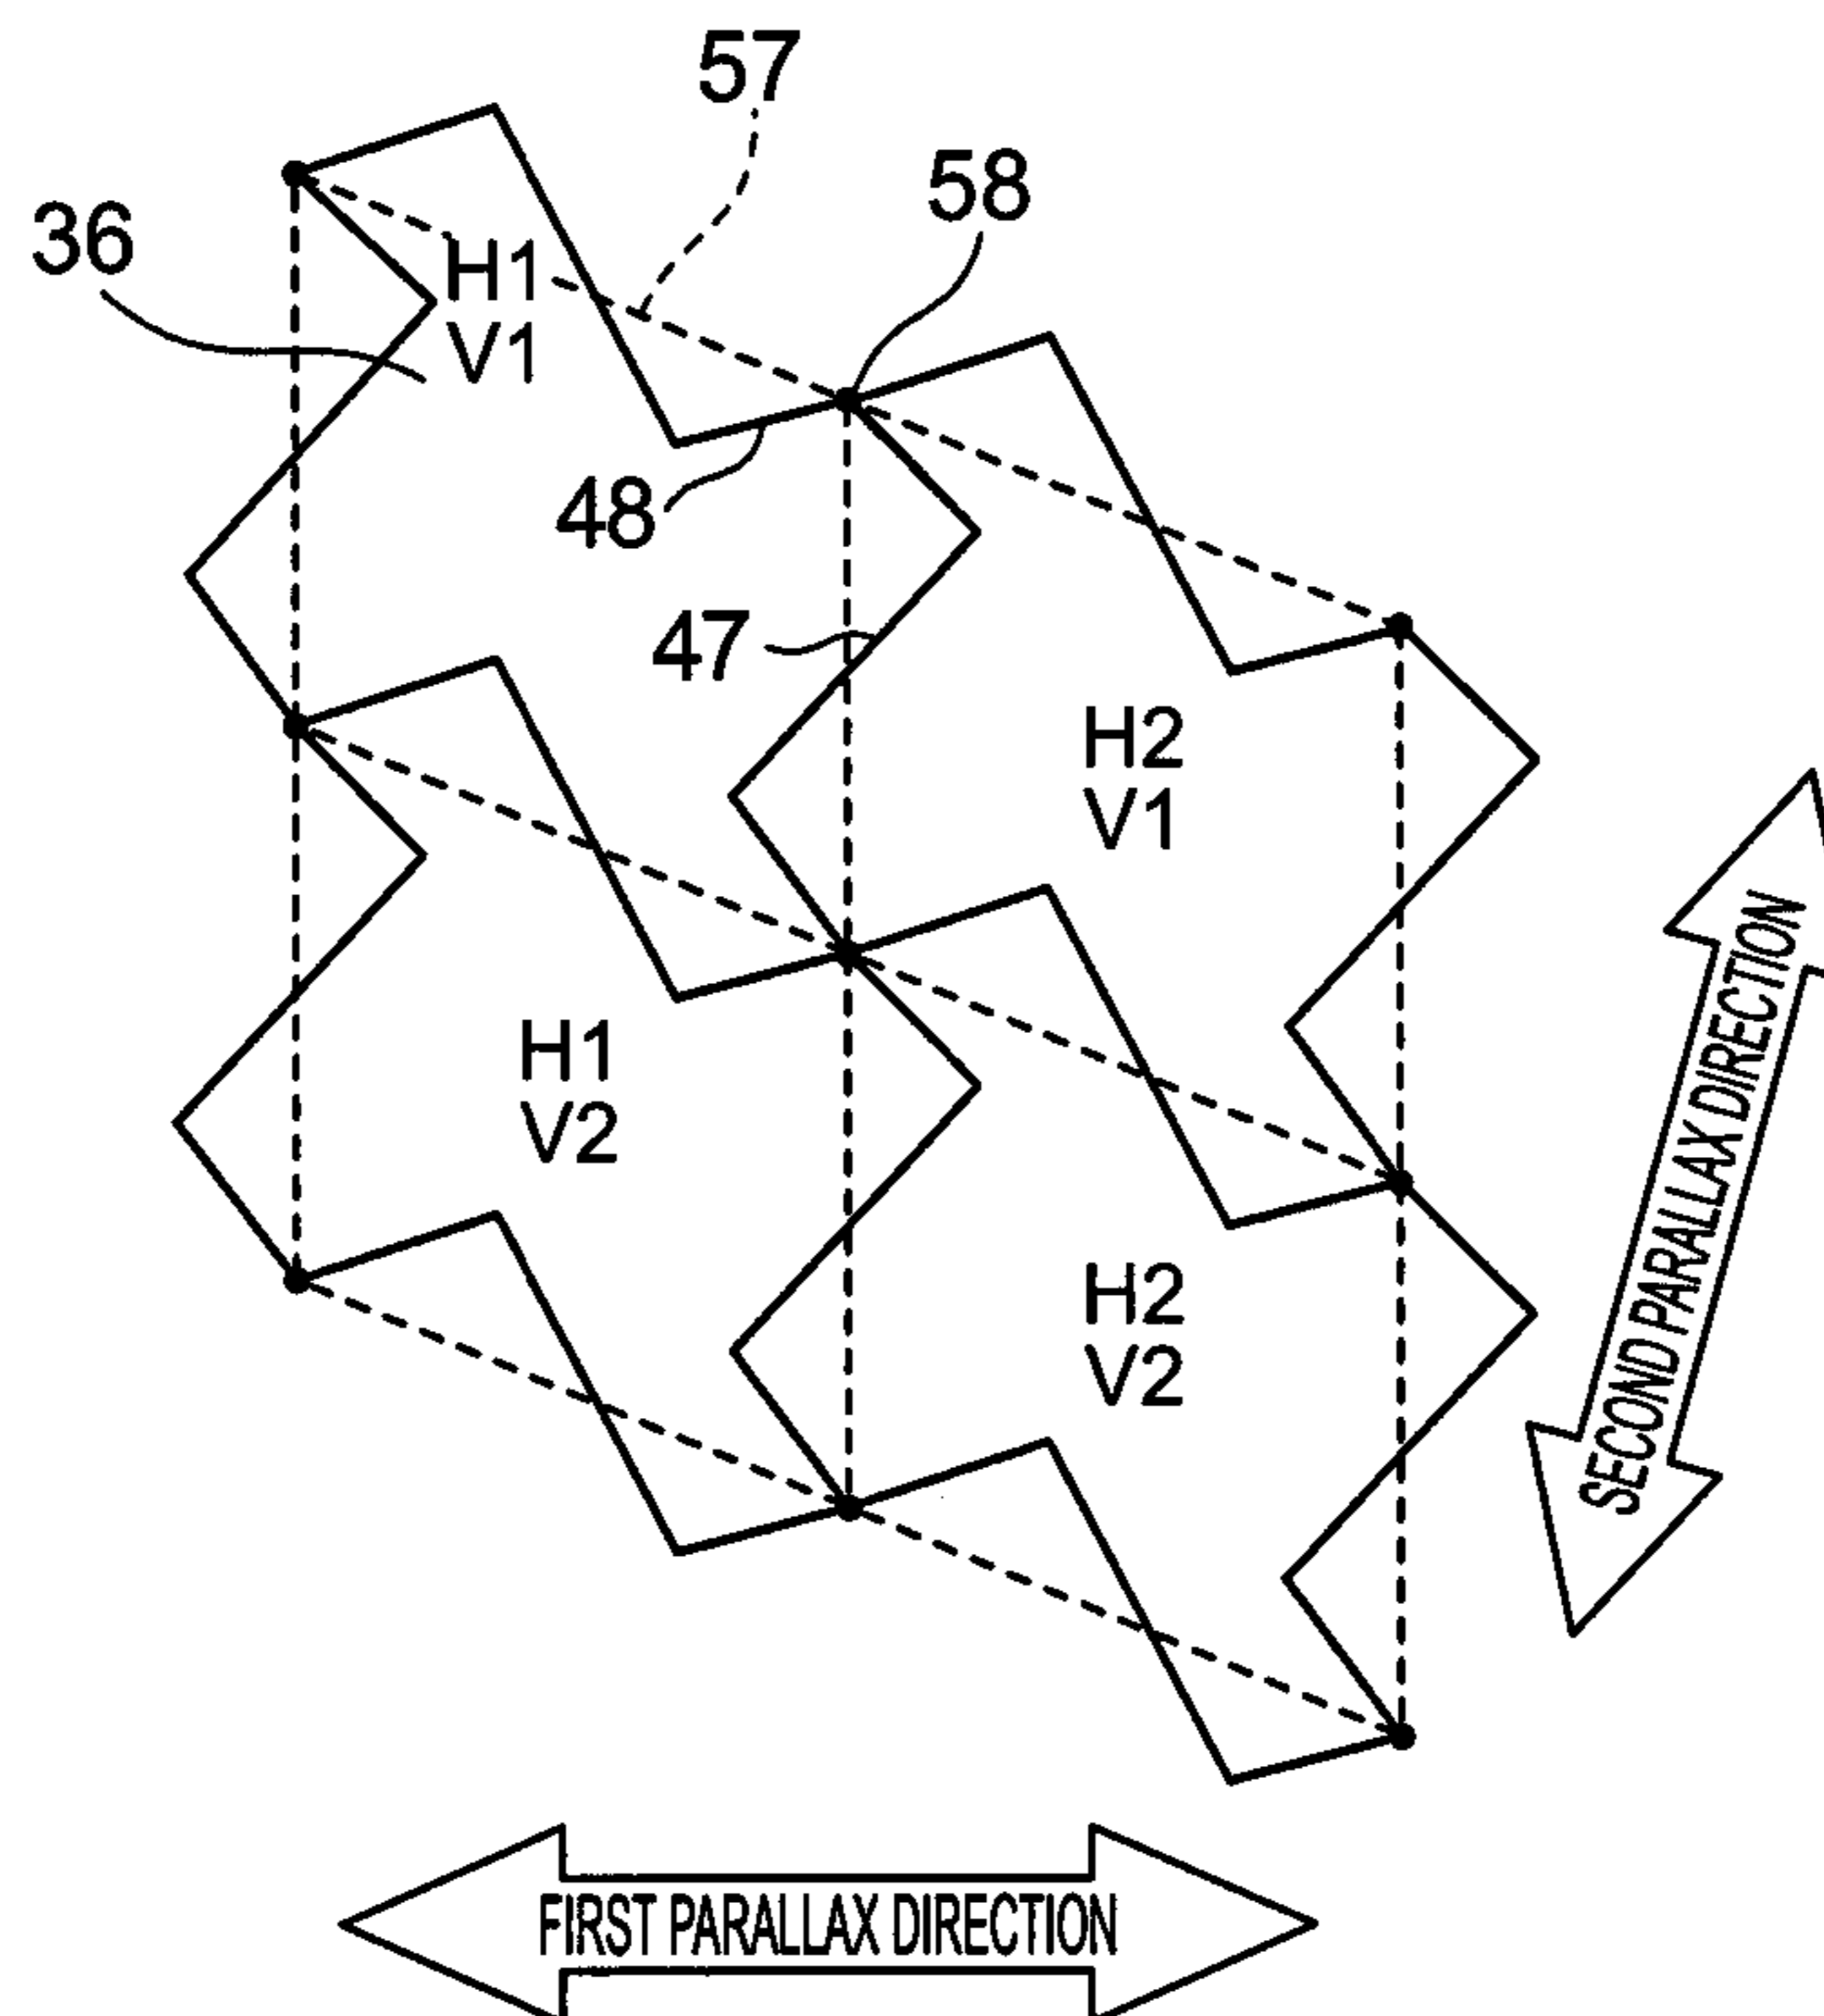 57
58
36
H1
V1
48
47
H2
V1
H1
V2
H2
V2
SECOND PARALLAX DIRECTION
FIRST PARALLAX DIRECTION